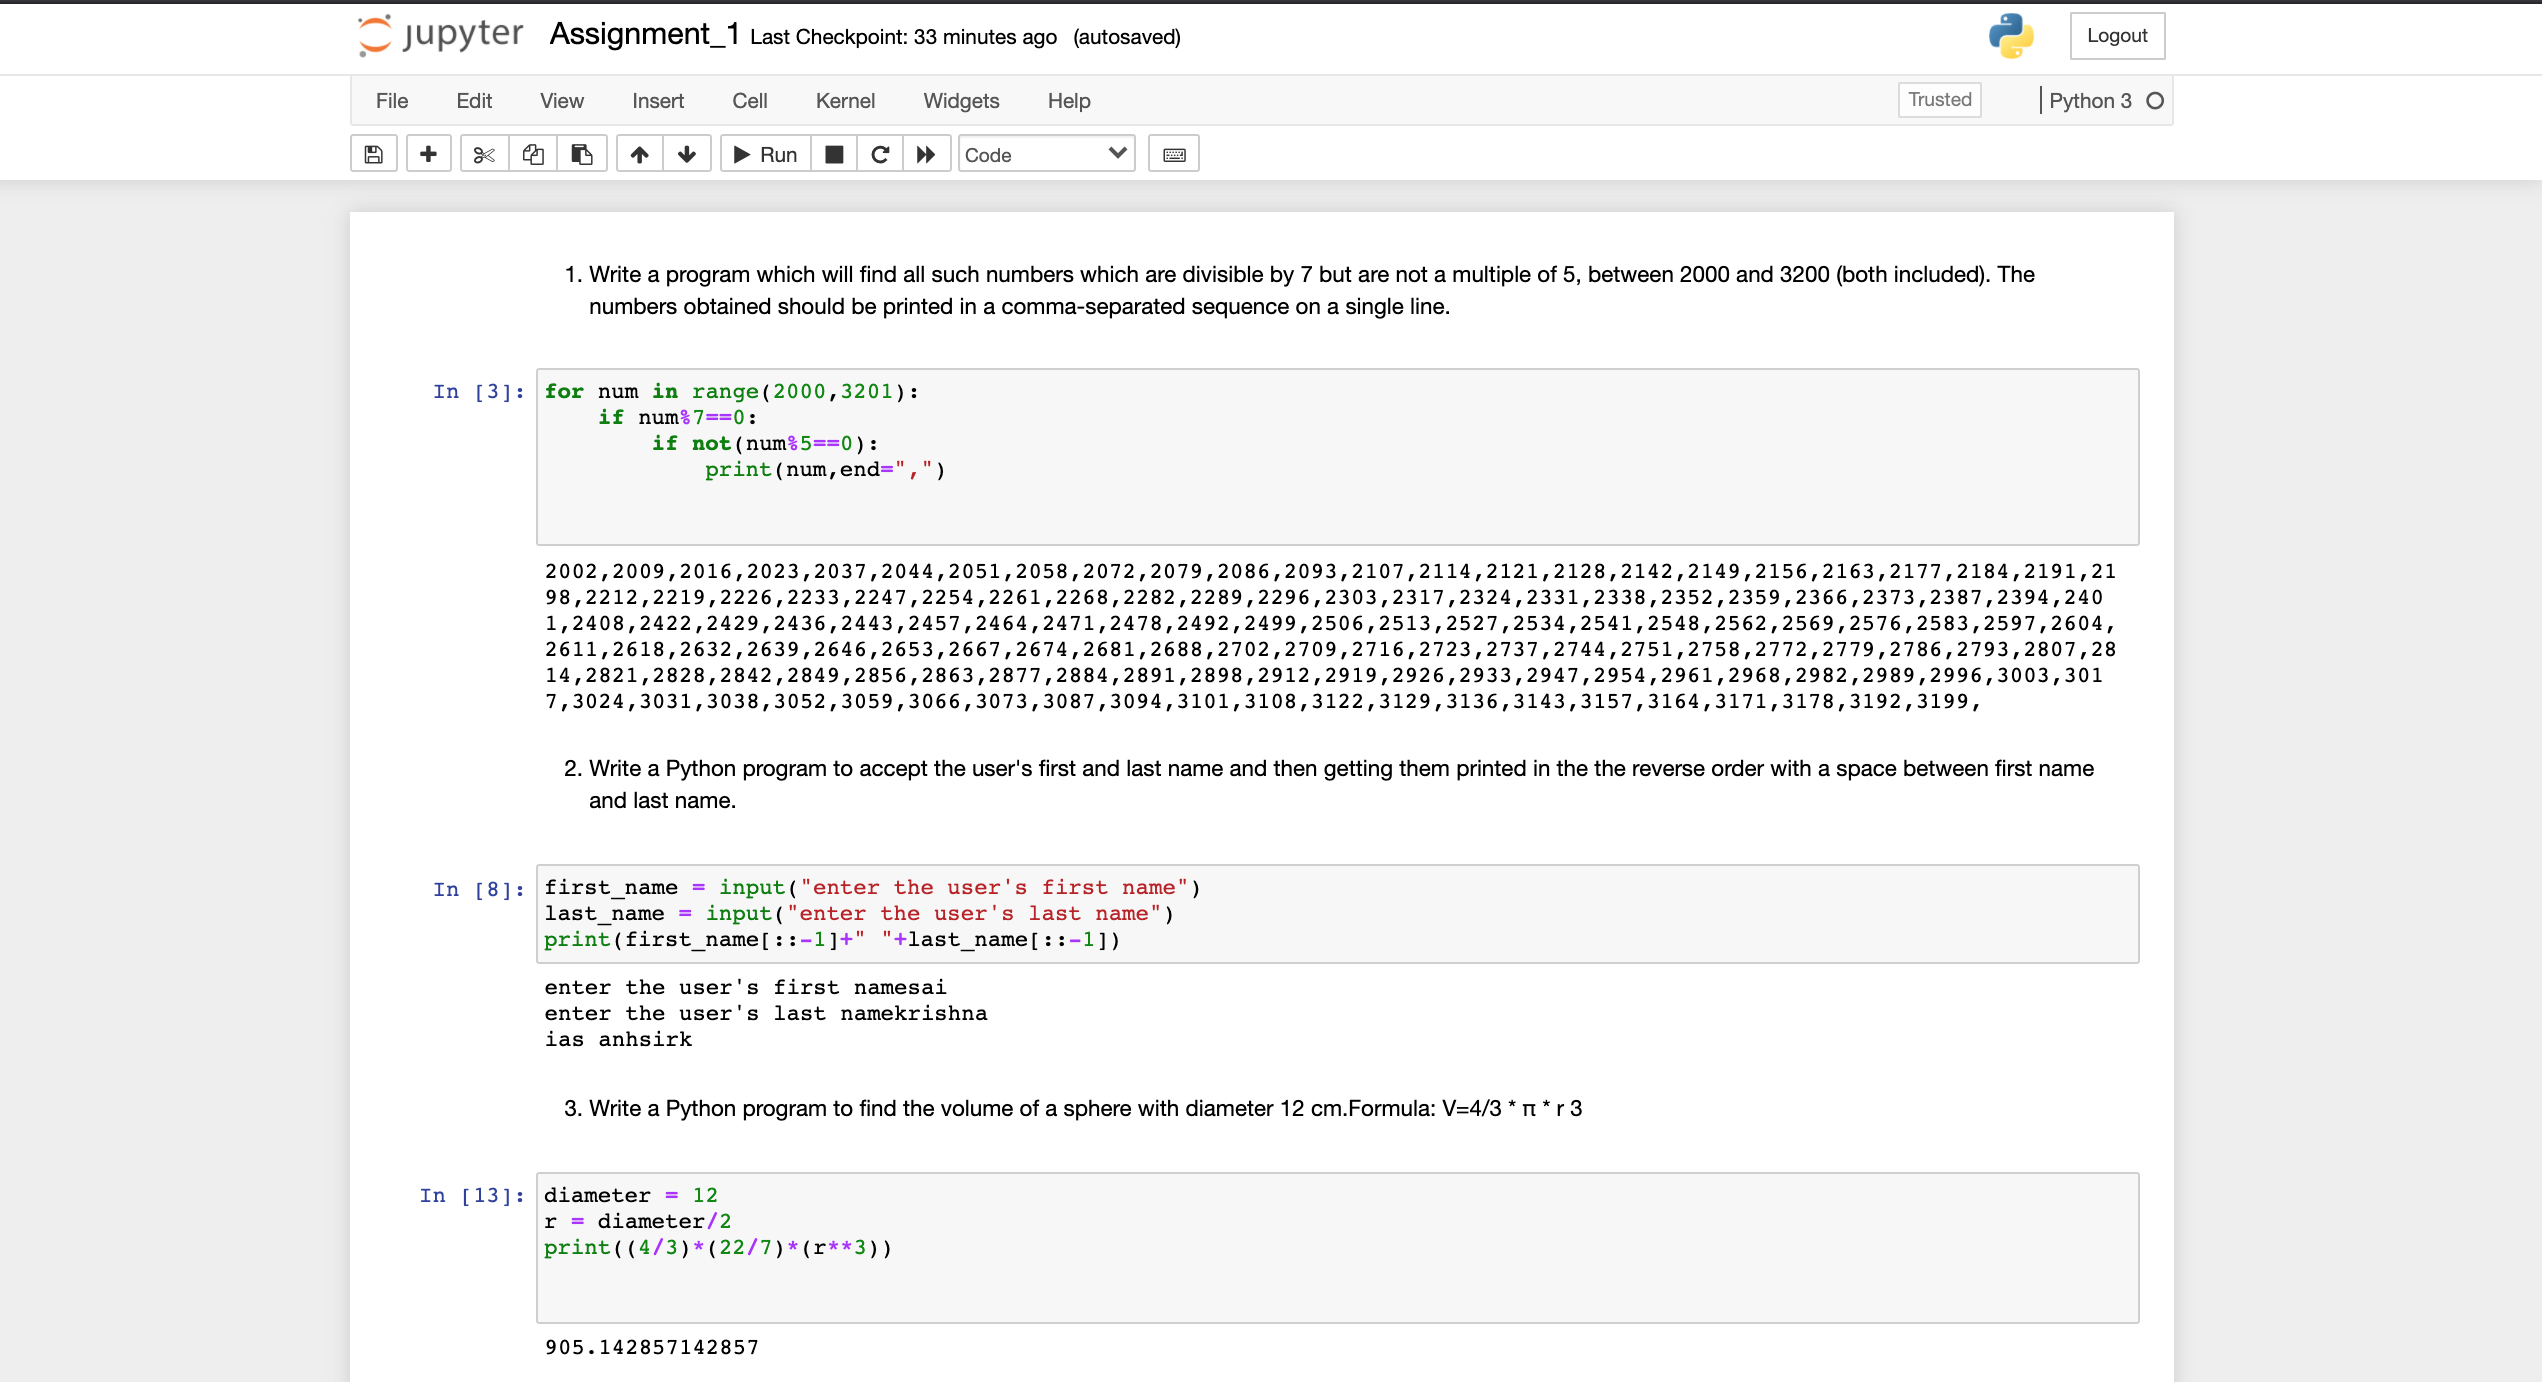 jupyter Assignment_1 Last Checkpoint: 33 minutes ago (autosaved) Logout
File Edit View Insert Cell Kernel Widgets Help Trusted Python 3
Run Code
1. Write a program which will find all such numbers which are divisible by 7 but are not a multiple of 5, between 2000 and 3200 (both included). The
numbers obtained should be printed in a comma-separated sequence on a single line.
In [3]: for num in range(2000,3201):
if num%7==0:
if not(num%5==0):
print(num,end=",")
2002,2009,2016,2023,2037,2044,2051,2058,2072,2079,2086,2093,2107,2114,2121,2128,2142,2149,2156,2163,2177,2184,2191,21
98,2212,2219,2226,2233,2247,2254,2261,2268,2282,2289,2296,2303,2317,2324,2331,2338,2352,2359,2366,2373,2387,2394,240
1,2408,2422,2429,2436,2443,2457,2464,2471,2478,2492,2499,2506,2513,2527,2534,2541,2548,2562,2569,2576,2583,2597,2604,
2611,2618,2632,2639,2646,2653,2667,2674,2681,2688,2702,2709,2716,2723,2737,2744,2751,2758,2772,2779,2786,2793,2807,28
14,2821,2828,2842,2849,2856,2863,2877,2884,2891,2898,2912,2919,2926,2933,2947,2954,2961,2968,2982,2989,2996,3003,301
7,3024,3031,3038,3052,3059,3066,3073,3087,3094,3101,3108,3122,3129,3136,3143,3157,3164,3171,3178,3192,3199,
2. Write a Python program to accept the user's first and last name and then getting them printed in the the reverse order with a space between first name
and last name.
In [8]: first_name = input("enter the user's first name")
last_name = input("enter the user's last name")
print(first_name[::-1]+" "+last_name[::-1])
enter the user's first namesai
enter the user's last namekrishna
ias anhsirk
3. Write a Python program to find the volume of a sphere with diameter 12 cm.Formula: V=4/3 * π * r 3
In [13]: diameter = 12
r = diameter/2
print((4/3)*(22/7)*(r**3))
905.142857142857